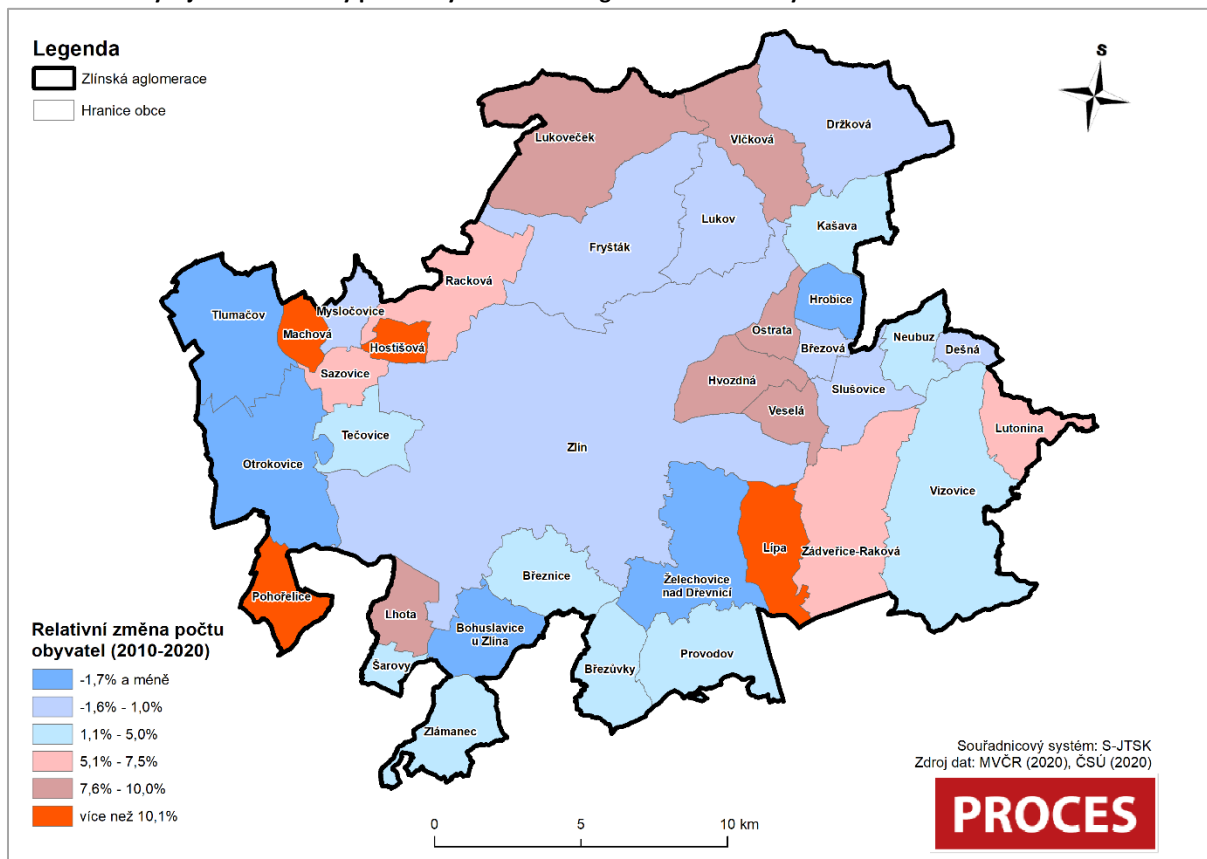 Legenda
Zlínská aglomerace
Hranice obce
S
Lukoveček
Vlčková
Držková
Lukov
Kašava
Fryšták
Racková
Hrobice
Tlumačov
Mysločovice
Machová
Hostišová
Ostrata
Neubuz
Březová
Dešná
Sazovice
Hvozdná
Slušovice
Veselá
Lutonina
Tečovice
Zlín
Otrokovice
Vizovice
Lípa
Zádveřice-Raková
Březnice
Želechovice
nad Dřevnicí
Pohořelice
Lhota
Bohuslavice
u Zlína
Šarovy
Březůvky
Provodov
Zlámanec
Relativní změna počtu
obyvatel (2010-2020)
-1,7% a méně
-1,6% - 1,0%
1,1% - 5,0%
5,1% - 7,5%
7,6% - 10,0%
více než 10,1%
0 5 10 km
Souřadnicový systém: S-JTSK
Zdroj dat: MVČR (2020), ČSÚ (2020)
PROCES